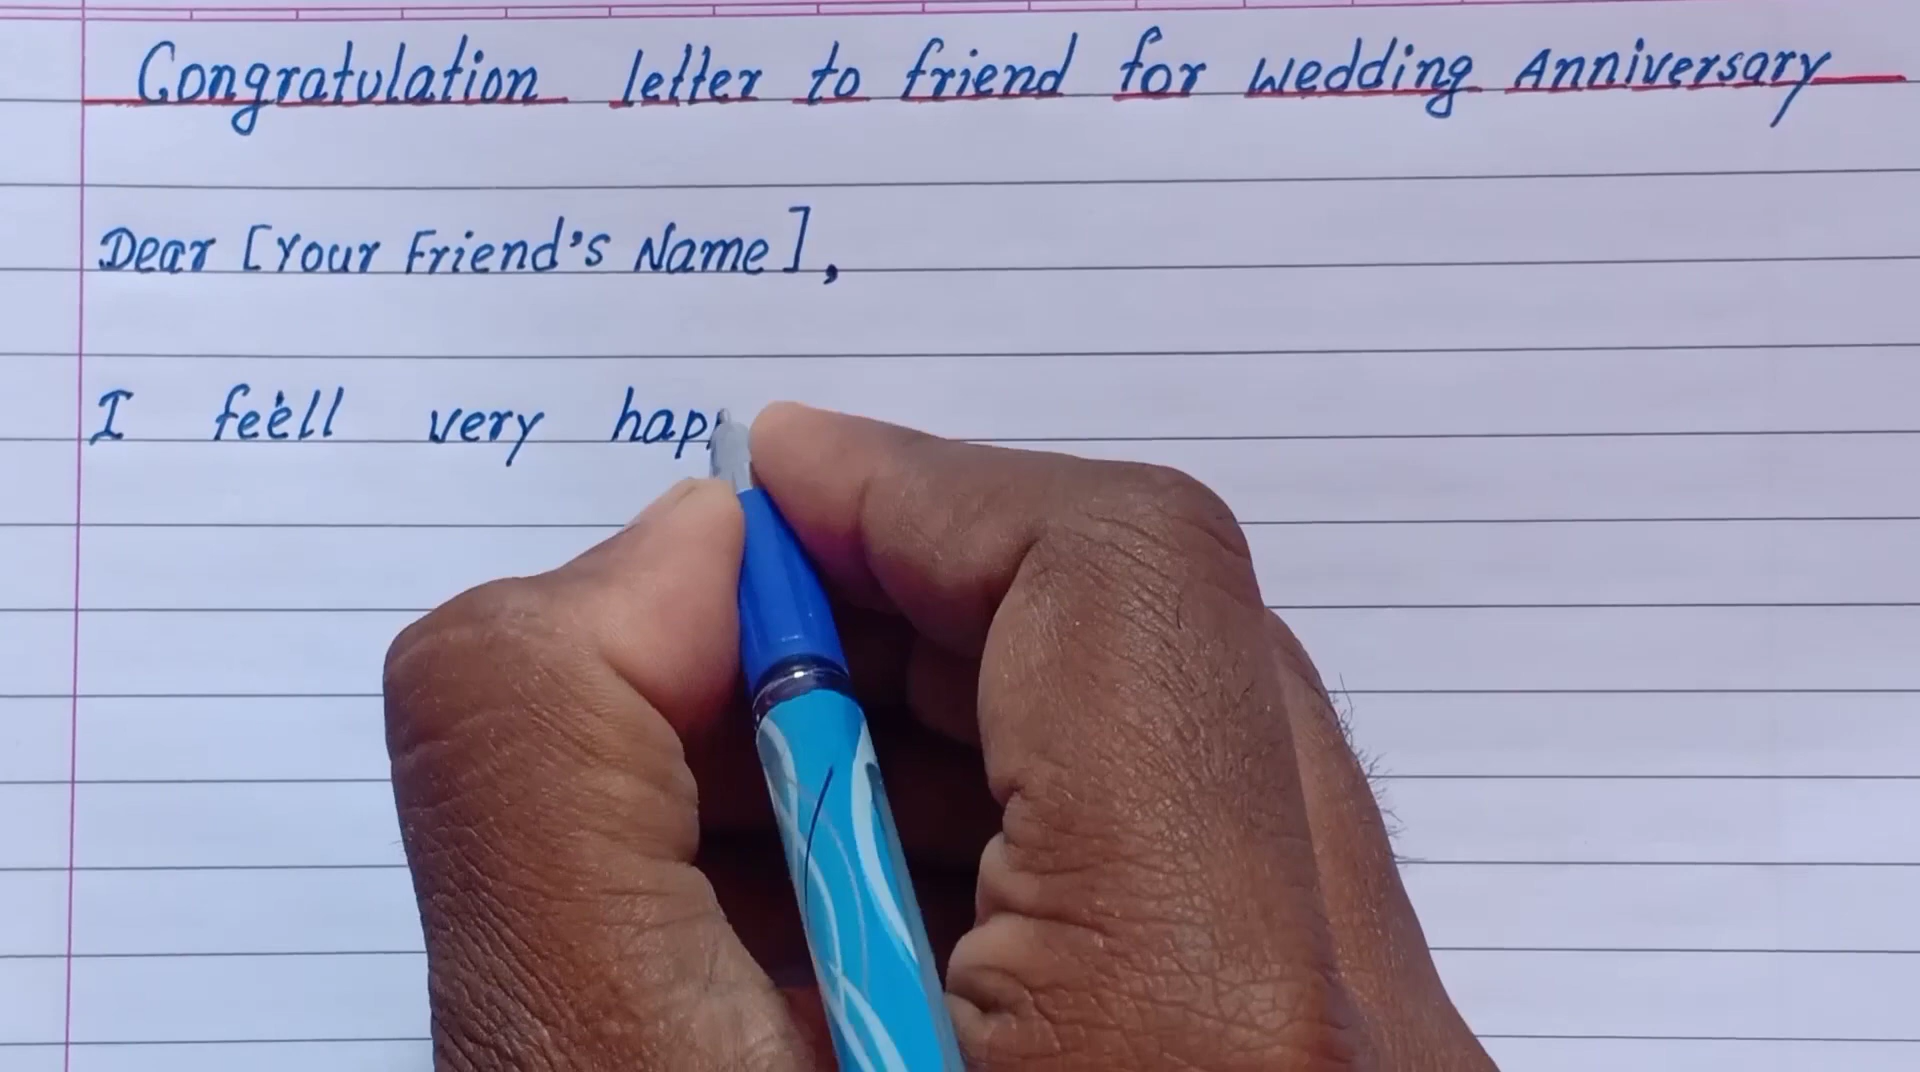 Congratulation letter to friend for wedding Anniversary
Dear [Your Friend's Name],
I feell very hap